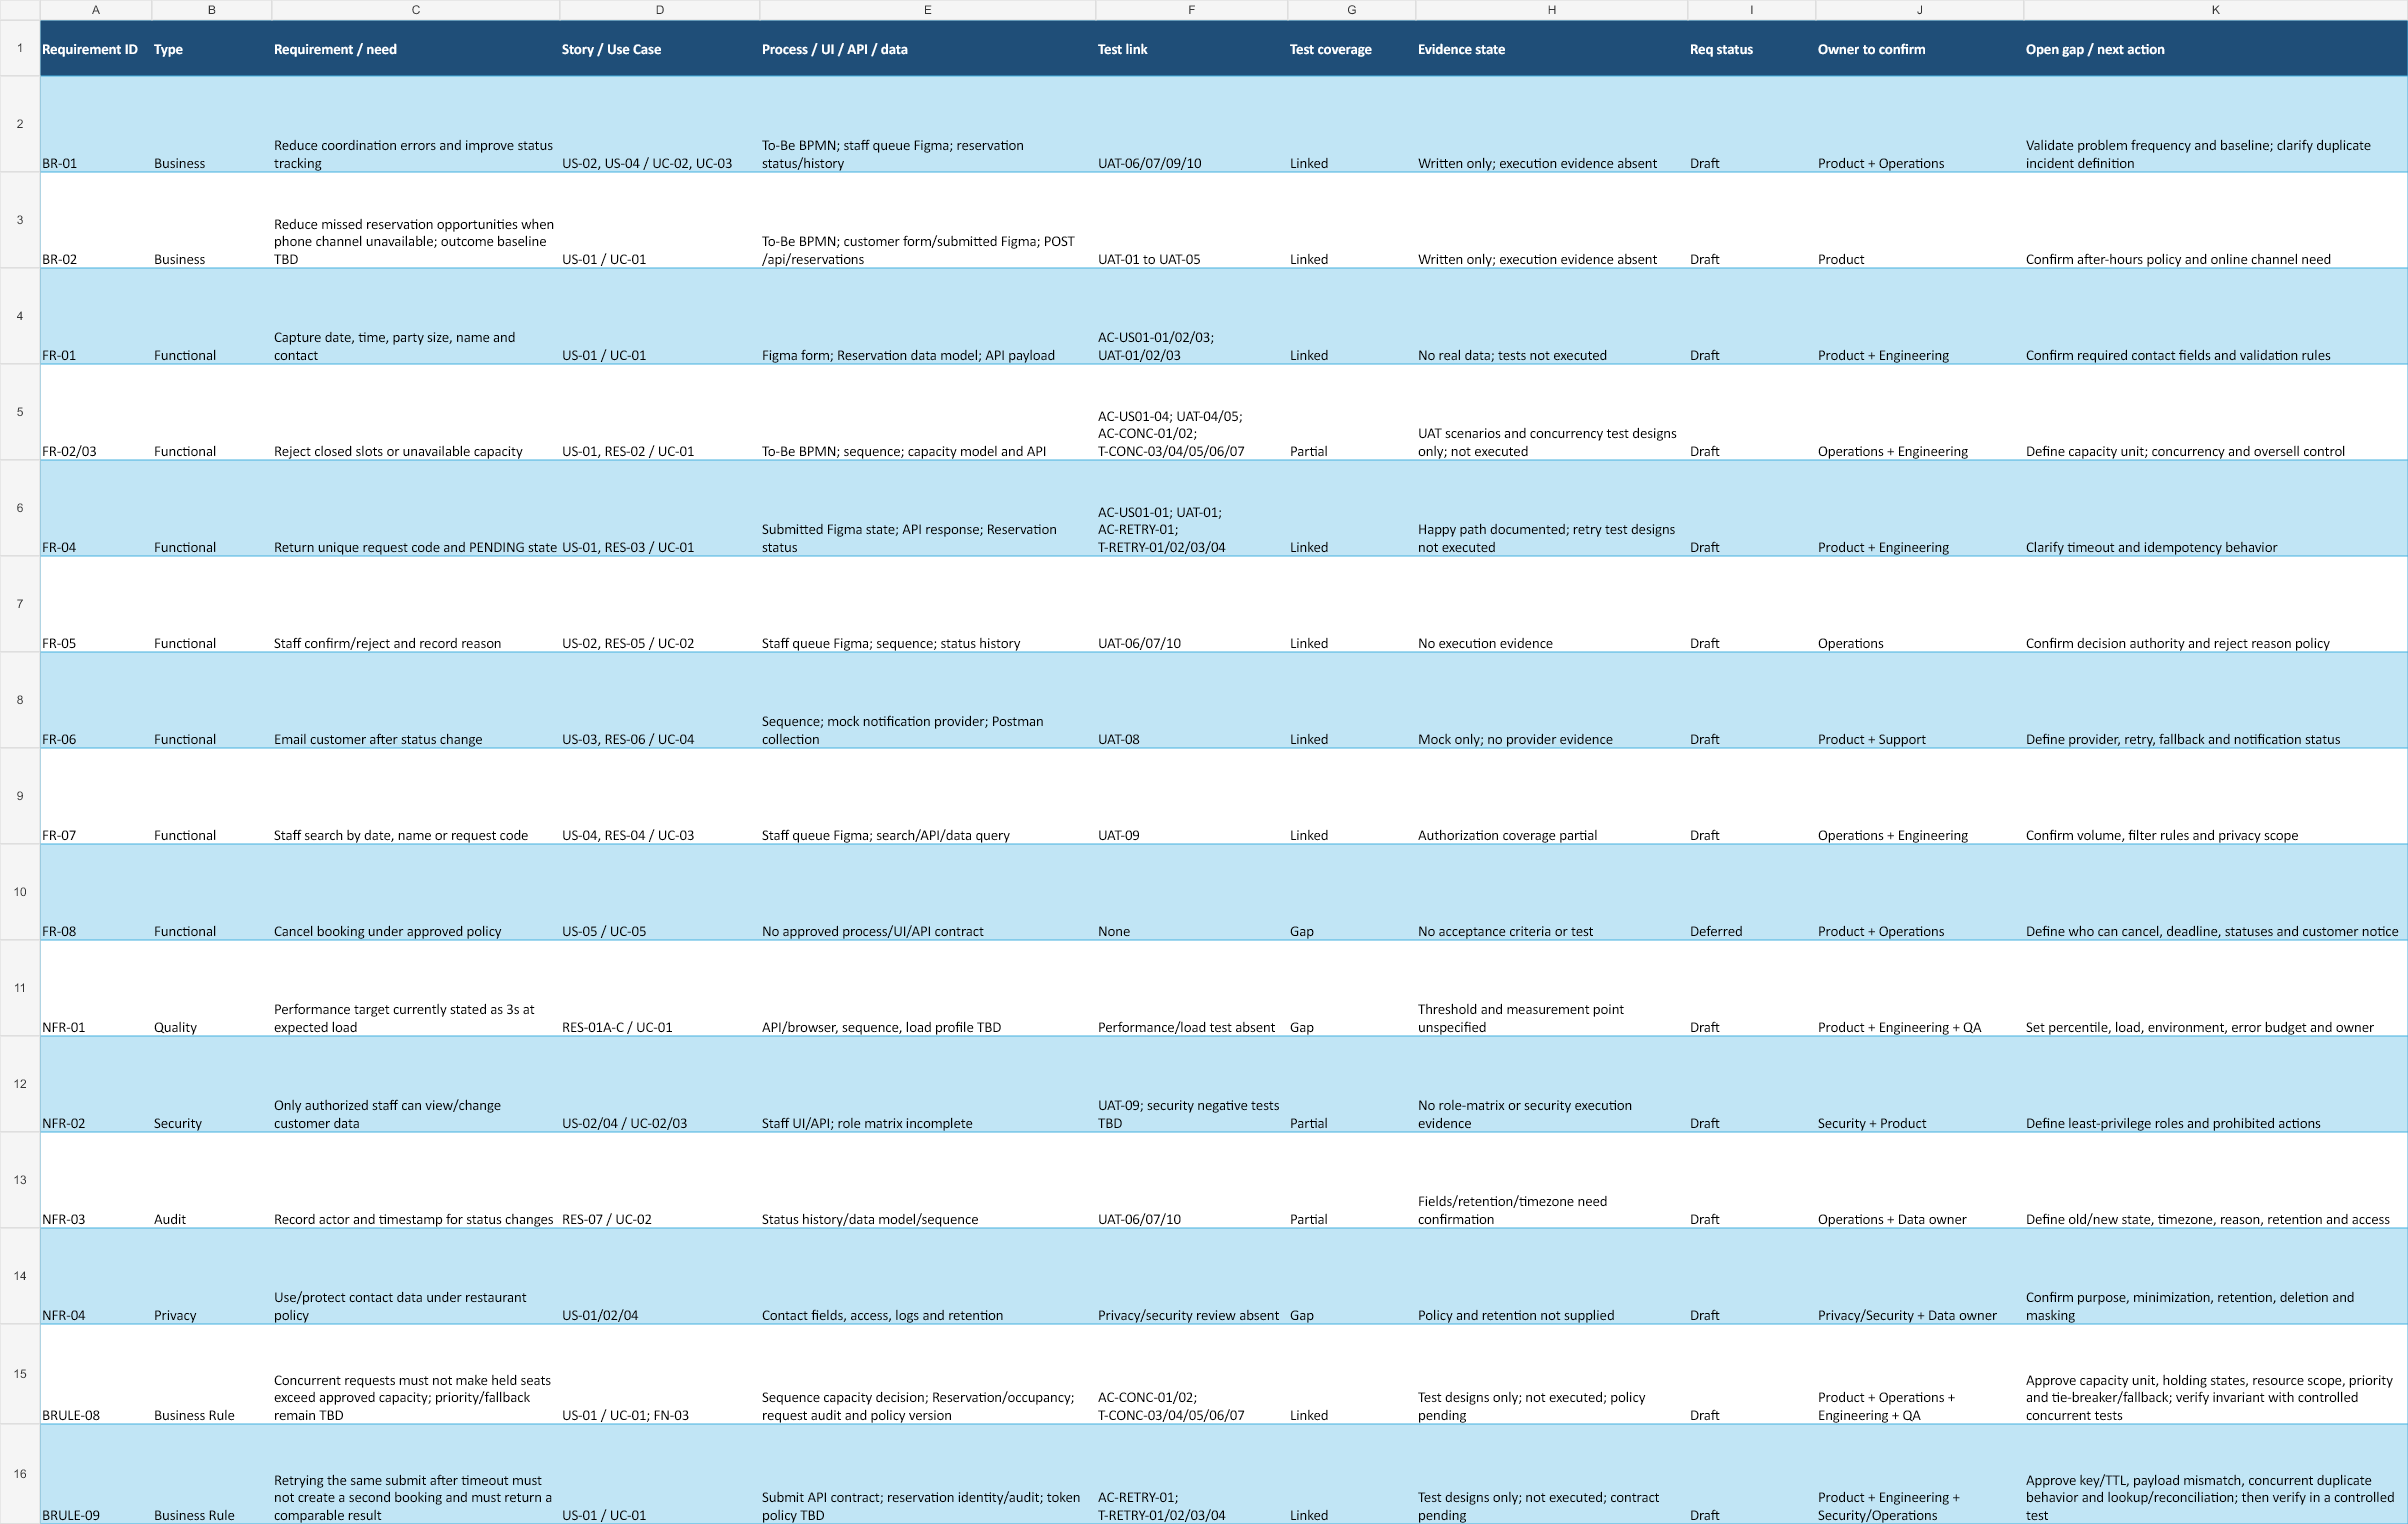 A B C D E F G H I J K
1 Requirement ID Type Requirement / need Story / Use Case Process / UI / API / data Test link Test coverage Evidence state Req status Owner to confirm Open gap / next action
2
Reduce coordination errors and improve status To-Be BPMN; staff queue Figma; reservation Validate problem frequency and baseline; clarify duplicate
BR-01 Business tracking US-02, US-04 / UC-02, UC-03 status/history UAT-06/07/09/10 Linked Written only; execution evidence absent Draft Product + Operations incident definition
3
Reduce missed reservation opportunities when
phone channel unavailable; outcome baseline To-Be BPMN; customer form/submitted Figma; POST
BR-02 Business TBD US-01 / UC-01 /api/reservations UAT-01 to UAT-05 Linked Written only; execution evidence absent Draft Product Confirm after-hours policy and online channel need
4
Capture date, time, party size, name and AC-US01-01/02/03;
FR-01 Functional contact US-01 / UC-01 Figma form; Reservation data model; API payload UAT-01/02/03 Linked No real data; tests not executed Draft Product + Engineering Confirm required contact fields and validation rules
5
AC-US01-04; UAT-04/05;
AC-CONC-01/02; UAT scenarios and concurrency test designs
FR-02/03 Functional Reject closed slots or unavailable capacity US-01, RES-02 / UC-01 To-Be BPMN; sequence; capacity model and API T-CONC-03/04/05/06/07 Partial only; not executed Draft Operations + Engineering Define capacity unit; concurrency and oversell control
6
AC-US01-01; UAT-01;
Submitted Figma state; API response; Reservation AC-RETRY-01; Happy path documented; retry test designs
FR-04 Functional Return unique request code and PENDING state US-01, RES-03 / UC-01 status T-RETRY-01/02/03/04 Linked not executed Draft Product + Engineering Clarify timeout and idempotency behavior
7
FR-05 Functional Staff confirm/reject and record reason US-02, RES-05 / UC-02 Staff queue Figma; sequence; status history UAT-06/07/10 Linked No execution evidence Draft Operations Confirm decision authority and reject reason policy
8
Sequence; mock notification provider; Postman
FR-06 Functional Email customer after status change US-03, RES-06 / UC-04 collection UAT-08 Linked Mock only; no provider evidence Draft Product + Support Define provider, retry, fallback and notification status
9
FR-07 Functional Staff search by date, name or request code US-04, RES-04 / UC-03 Staff queue Figma; search/API/data query UAT-09 Linked Authorization coverage partial Draft Operations + Engineering Confirm volume, filter rules and privacy scope
10
FR-08 Functional Cancel booking under approved policy US-05 / UC-05 No approved process/UI/API contract None Gap No acceptance criteria or test Deferred Product + Operations Define who can cancel, deadline, statuses and customer notice
11
Performance target currently stated as 3s at Threshold and measurement point
NFR-01 Quality expected load RES-01A-C / UC-01 API/browser, sequence, load profile TBD Performance/load test absent Gap unspecified Draft Product + Engineering + QA Set percentile, load, environment, error budget and owner
12
Only authorized staff can view/change UAT-09; security negative tests No role-matrix or security execution
NFR-02 Security customer data US-02/04 / UC-02/03 Staff UI/API; role matrix incomplete TBD Partial evidence Draft Security + Product Define least-privilege roles and prohibited actions
13
Fields/retention/timezone need
NFR-03 Audit Record actor and timestamp for status changes RES-07 / UC-02 Status history/data model/sequence UAT-06/07/10 Partial confirmation Draft Operations + Data owner Define old/new state, timezone, reason, retention and access
14
Use/protect contact data under restaurant Confirm purpose, minimization, retention, deletion and
NFR-04 Privacy policy US-01/02/04 Contact fields, access, logs and retention Privacy/security review absent Gap Policy and retention not supplied Draft Privacy/Security + Data owner masking
15
Concurrent requests must not make held seats Approve capacity unit, holding states, resource scope, priority
exceed approved capacity; priority/fallback Sequence capacity decision; Reservation/occupancy; AC-CONC-01/02; Test designs only; not executed; policy Product + Operations + and tie-breaker/fallback; verify invariant with controlled
BRULE-08 Business Rule remain TBD US-01 / UC-01; FN-03 request audit and policy version T-CONC-03/04/05/06/07 Linked pending Draft Engineering + QA concurrent tests
16
Retrying the same submit after timeout must Approve key/TTL, payload mismatch, concurrent duplicate
not create a second booking and must return a Submit API contract; reservation identity/audit; token AC-RETRY-01; Test designs only; not executed; contract Product + Engineering + behavior and lookup/reconciliation; then verify in a controlled
BRULE-09 Business Rule comparable result US-01 / UC-01 policy TBD T-RETRY-01/02/03/04 Linked pending Draft Security/Operations test